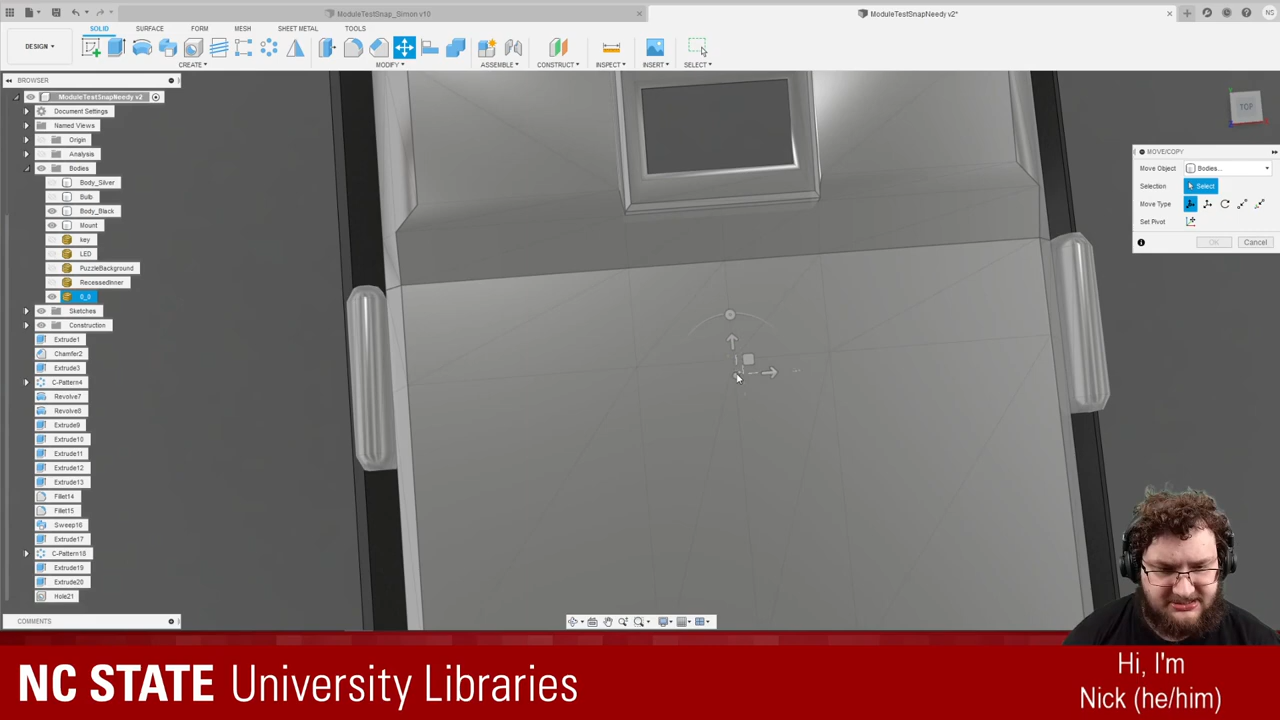 ModuleTestSnap_Simon v10
ModuleTestSnapNeedy v2*
NS
DESIGN
SOLID
SURFACE
FORM
MESH
SHEET METAL
TOOLS
CREATE
MODIFY
ASSEMBLE
CONSTRUCT
INSPECT
INSERT
SELECT
BROWSER
ModuleTestSnapNeedy v2
Document Settings
Named Views
Origin
Analysis
Bodies
Body_Silver
Bulb
Body_Black
Mount
key
LED
PuzzleBackground
RecessedInner
0_0
Sketches
Construction
Extrude1
Chamfer2
Extrude3
C-Pattern4
Revolve7
Revolve8
Extrude9
Extrude10
Extrude11
Extrude12
Extrude13
Fillet14
Fillet15
Sweep16
Extrude17
C-Pattern18
Extrude19
Extrude20
Hole21
COMMENTS
TOP
MOVE/COPY
Move Object
Bodies...
Selection
Select
Move Type
Set Pivot
OK
Cancel
NC STATE University Libraries
Hi, I'm
Nick (he/him)